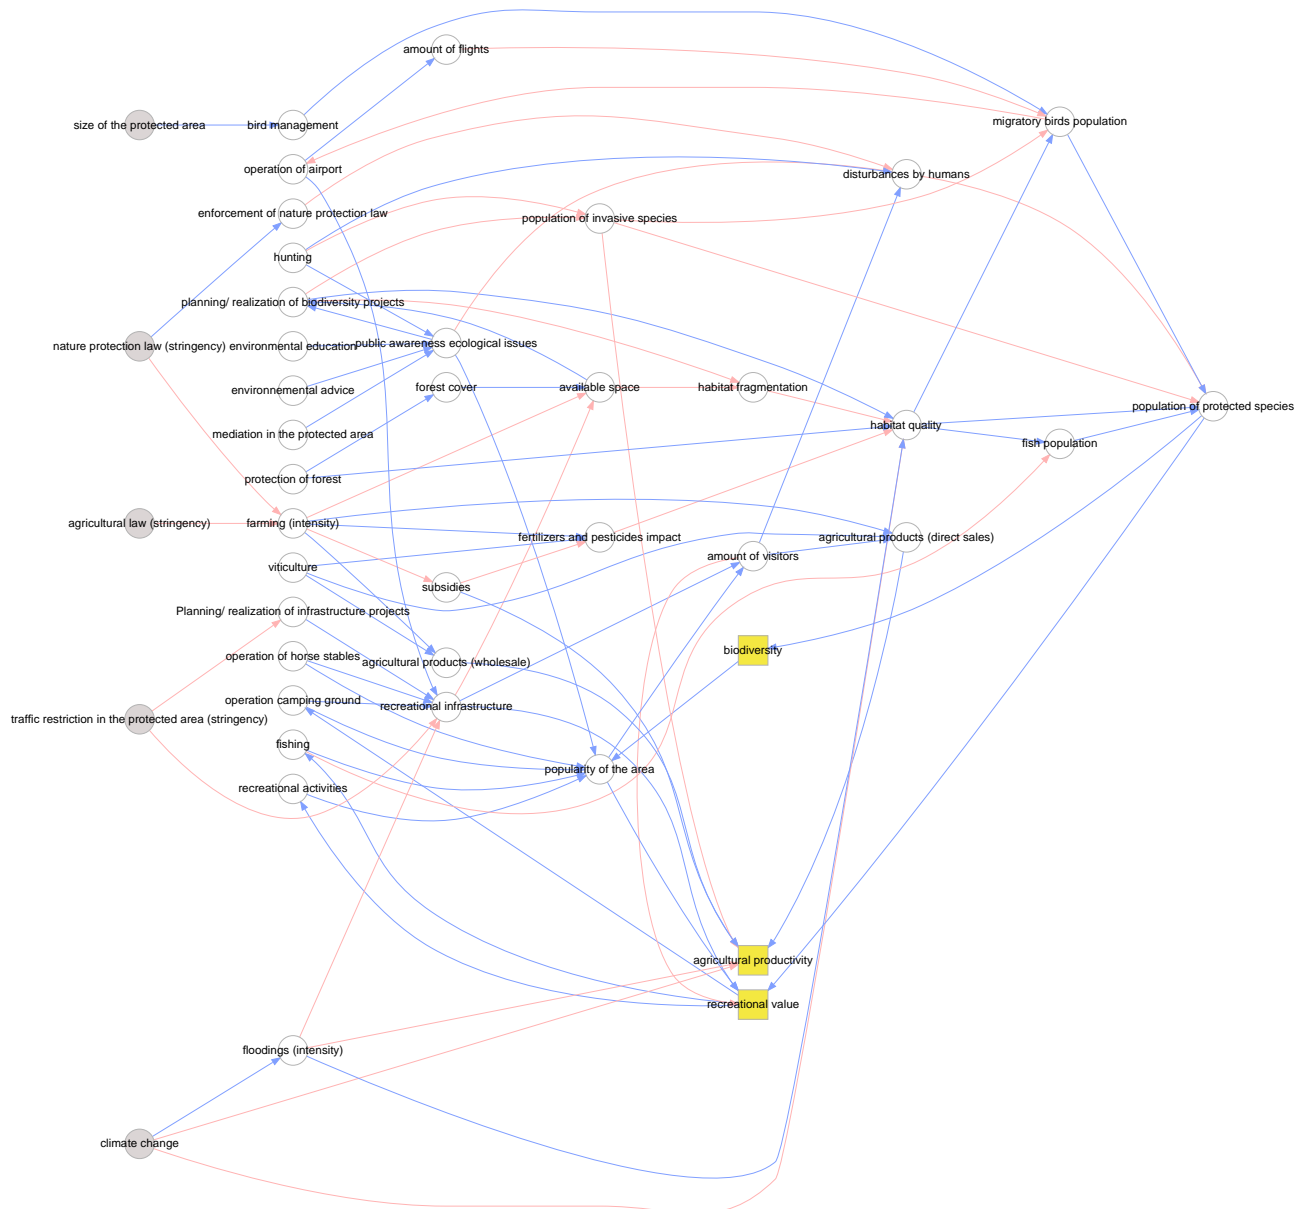 amount of flights
size of the protected area
bird management
migratory birds population
operation of airport
disturbances by humans
enforcement of nature protection law
population of invasive species
hunting
planning/ realization of biodiversity projects
nature protection law (stringency)
environmental education
public awareness ecological issues
environnemental advice
forest cover
available space
habitat fragmentation
population of protected species
mediation in the protected area
habitat quality
fish population
protection of forest
agricultural law (stringency)
farming (intensity)
fertilizers and pesticides impact
agricultural products (direct sales)
amount of visitors
viticulture
subsidies
Planning/ realization of infrastructure projects
biodiversity
operation of horse stables
agricultural products (wholesale)
operation camping ground
recreational infrastructure
traffic restriction in the protected area (stringency)
fishing
popularity of the area
recreational activities
agricultural productivity
recreational value
floodings (intensity)
climate change